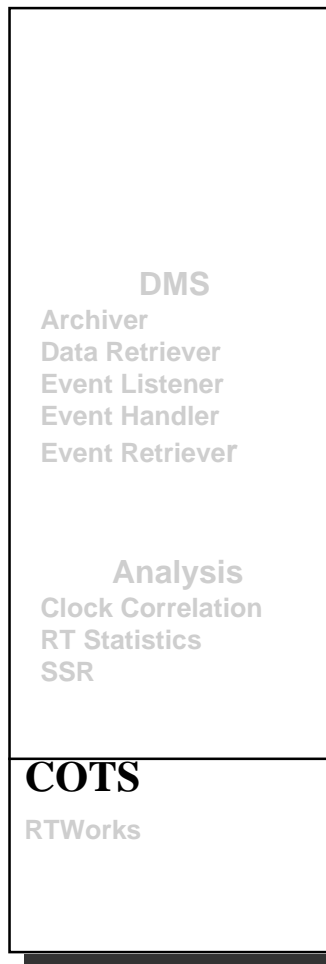 DMS
Archiver
Data Retriever
Event Listener
Event Handler
Event Retriever
Analysis
Clock Correlation
RT Statistics
SSR
COTS
RTWorks